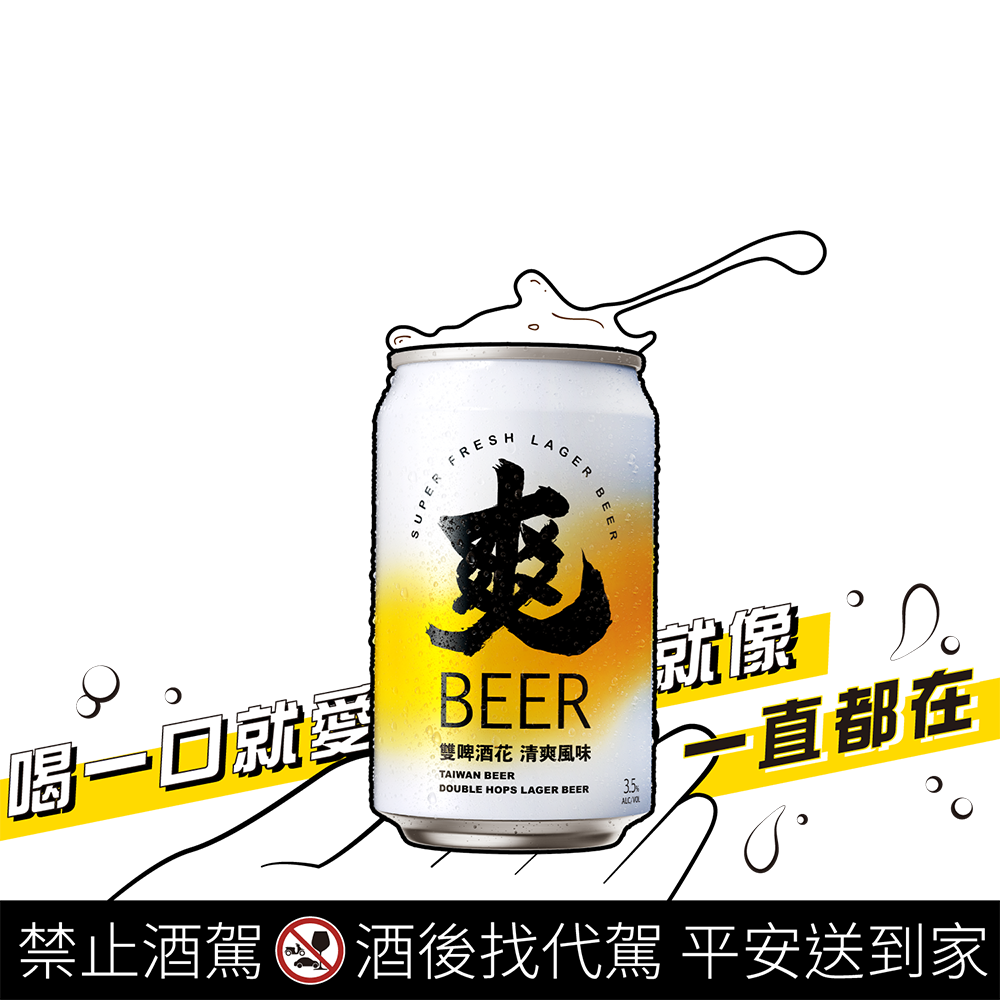 SUPER FRESH LAGER BEER
爽
BEER
雙啤酒花 清爽風味
TAIWAN BEER
DOUBLE HOPS LAGER BEER
3.5%
ALC/VOL
喝一口就愛
就像
一直都在
禁止酒駕 酒後找代駕 平安送到家